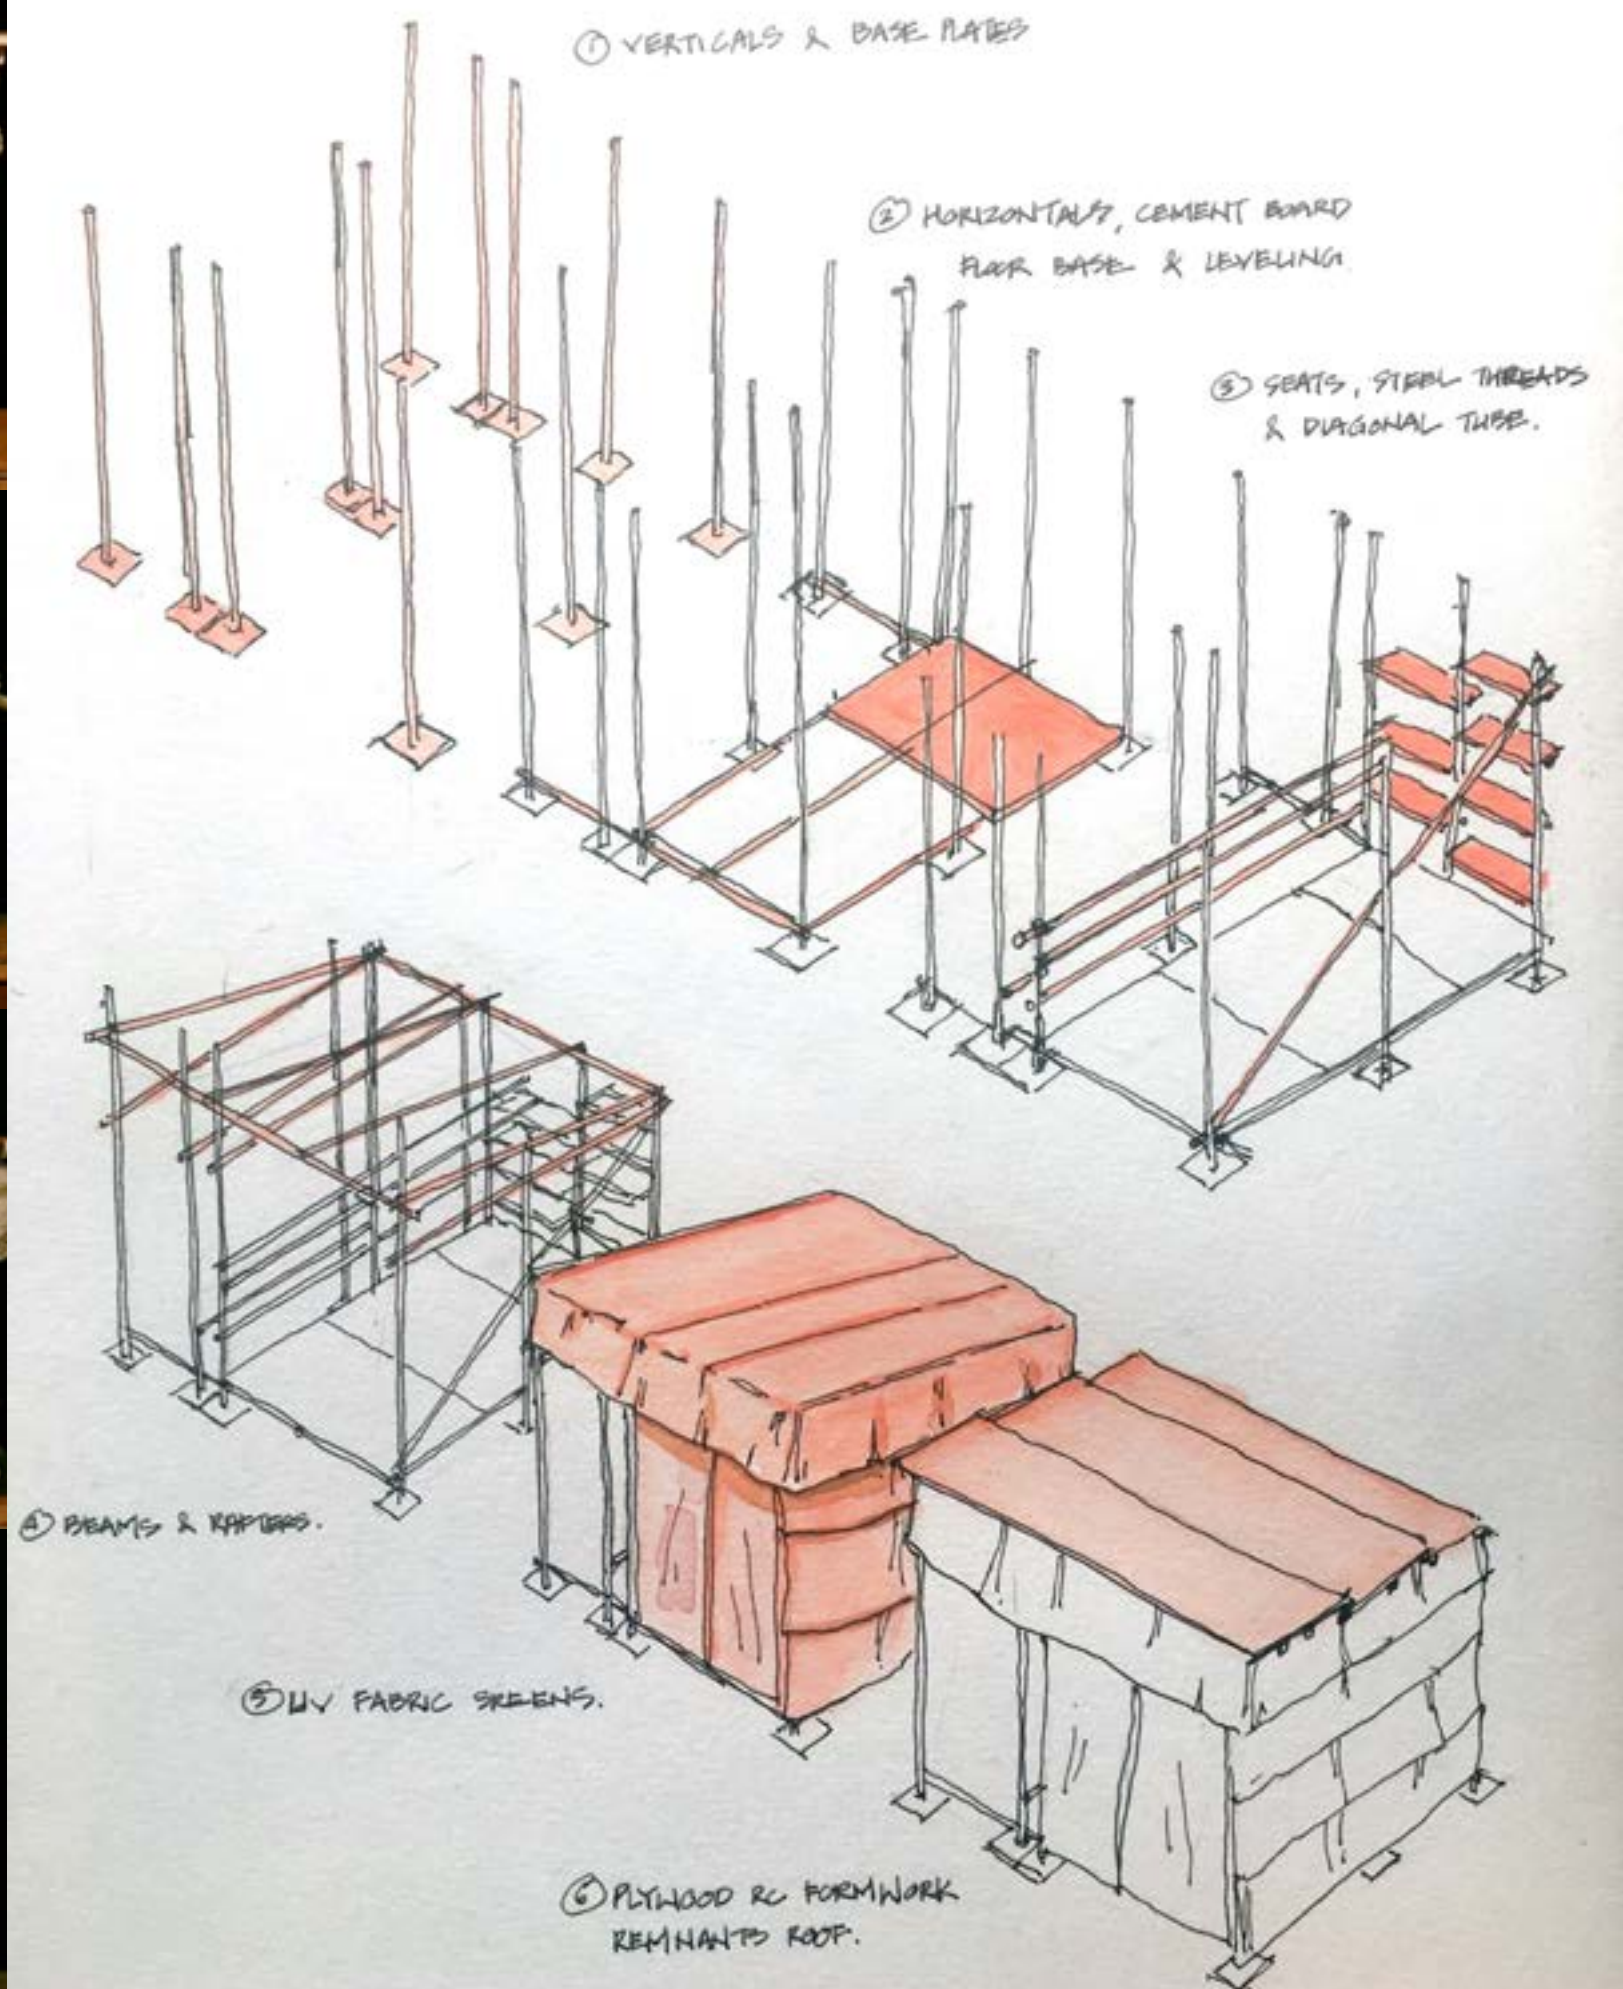 ① VERTICALS & BASE PLATES
② HORIZONTALS, CEMENT BOARD
FLOOR BASE & LEVELING
③ SEATS, STEEL THREADS
& DIAGONAL TUBE.
④ BEAMS & RAFTERS.
⑤ UV FABRIC SREENS.
⑥ PLYWOOD RC FORMWORK
REMNANTS ROOF.